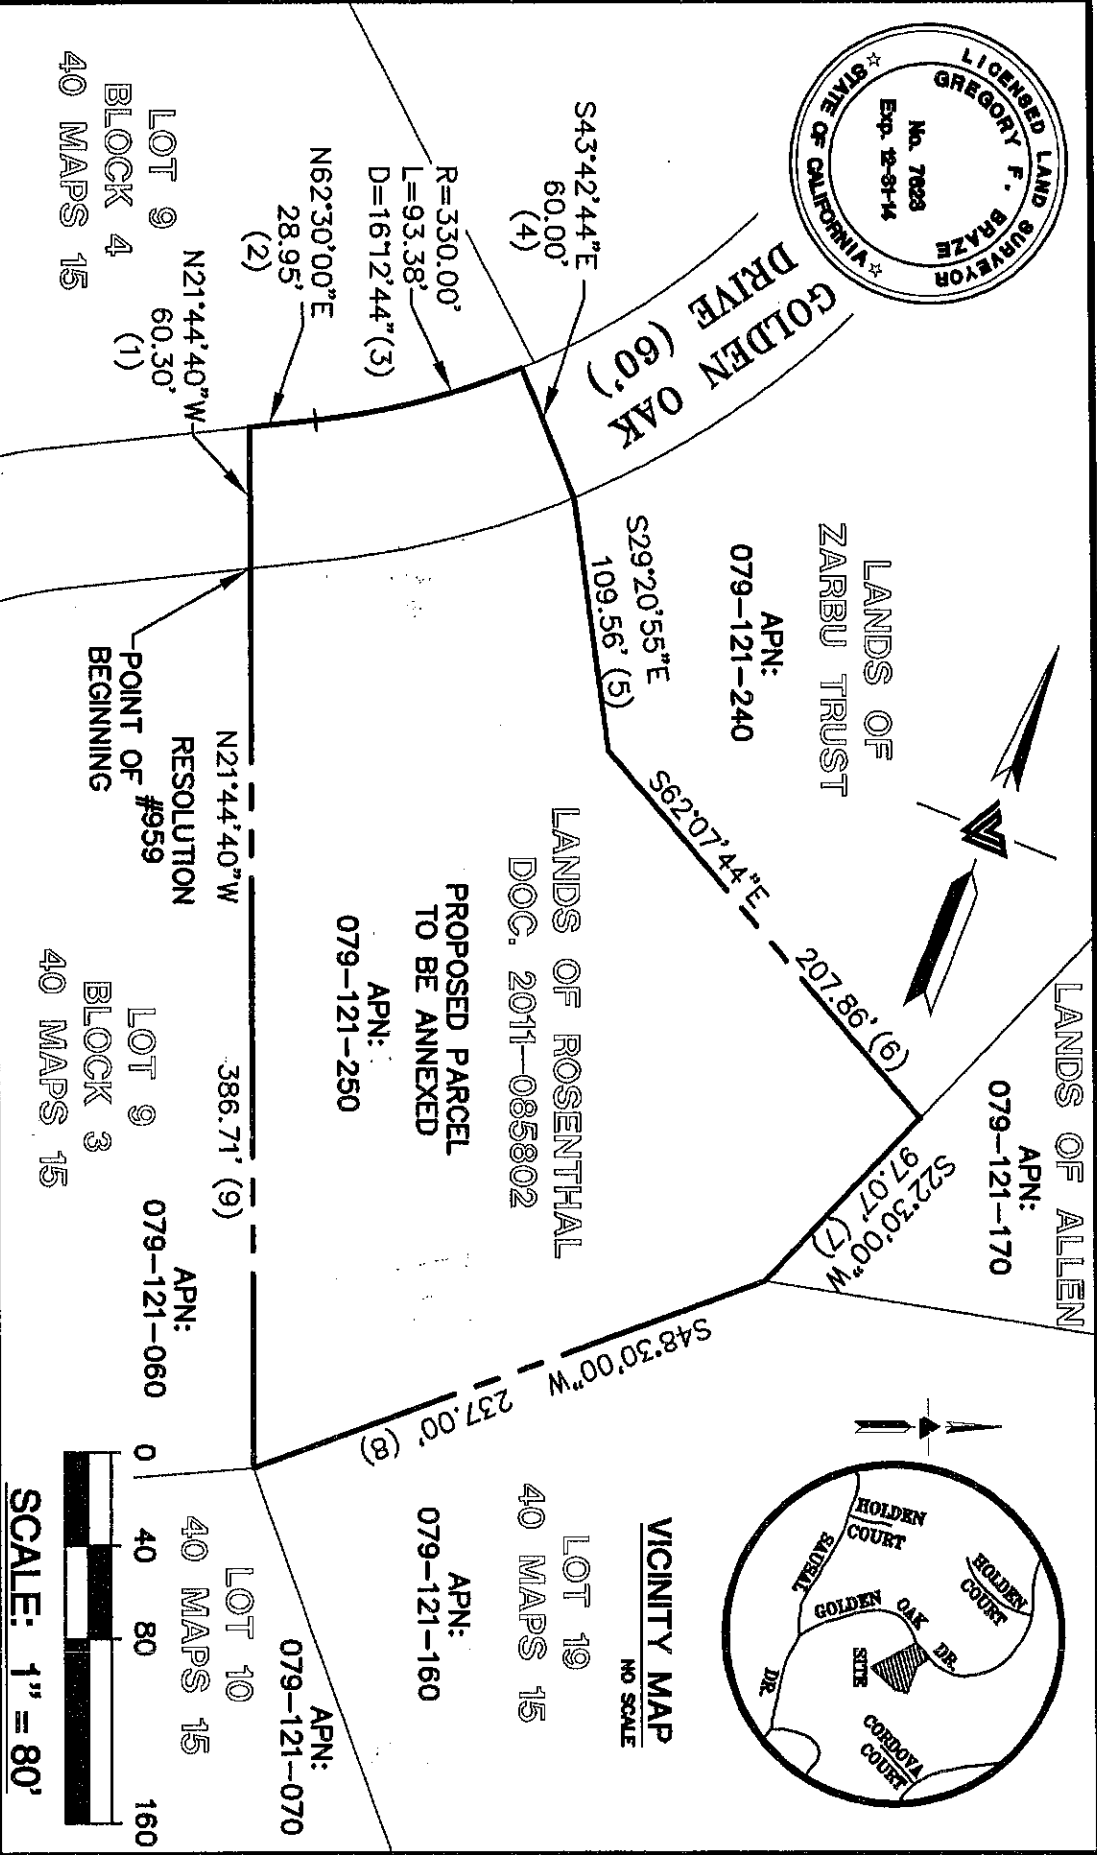 LICENSED LAND SURVEYOR
GREGORY F. BRAZE
No. 7623
Exp. 12-31-14
☆ STATE OF CALIFORNIA ☆
GOLDEN OAK
DRIVE (60')
S43°42'44"E
60.00'
(4)
R=330.00'
L=93.38'
D=16°12'44"(3)
N62°30'00"E
28.95'
(2)
N21°44'40"W
60.30'
(1)
LOT 9
BLOCK 4
40 MAPS 15
LANDS OF
ZARBU TRUST
APN:
079-121-240
S29°20'55"E
109.56' (5)
S62°07'44"E
207.86' (6)
LANDS OF ALLEN
APN:
079-121-170
S22°30'00"W
97.07' (7)
LANDS OF ROSENTHAL
DOC. 2011-085802
PROPOSED PARCEL
TO BE ANNEXED
APN:
079-121-250
S48°30'00"W
237.00' (8)
N21°44'40"W
386.71' (9)
RESOLUTION
#959
POINT OF
BEGINNING
LOT 9
BLOCK 3
40 MAPS 15
APN:
079-121-060
VICINITY MAP
NO SCALE
HOLDEN
COURT
HOLDEN
COURT
SAUSAL
GOLDEN
OAK
DR.
SITE
DR.
CORDOVA
COURT
LOT 19
40 MAPS 15
APN:
079-121-160
LOT 10
40 MAPS 15
APN:
079-121-070
0 40 80 160
SCALE: 1" = 80'